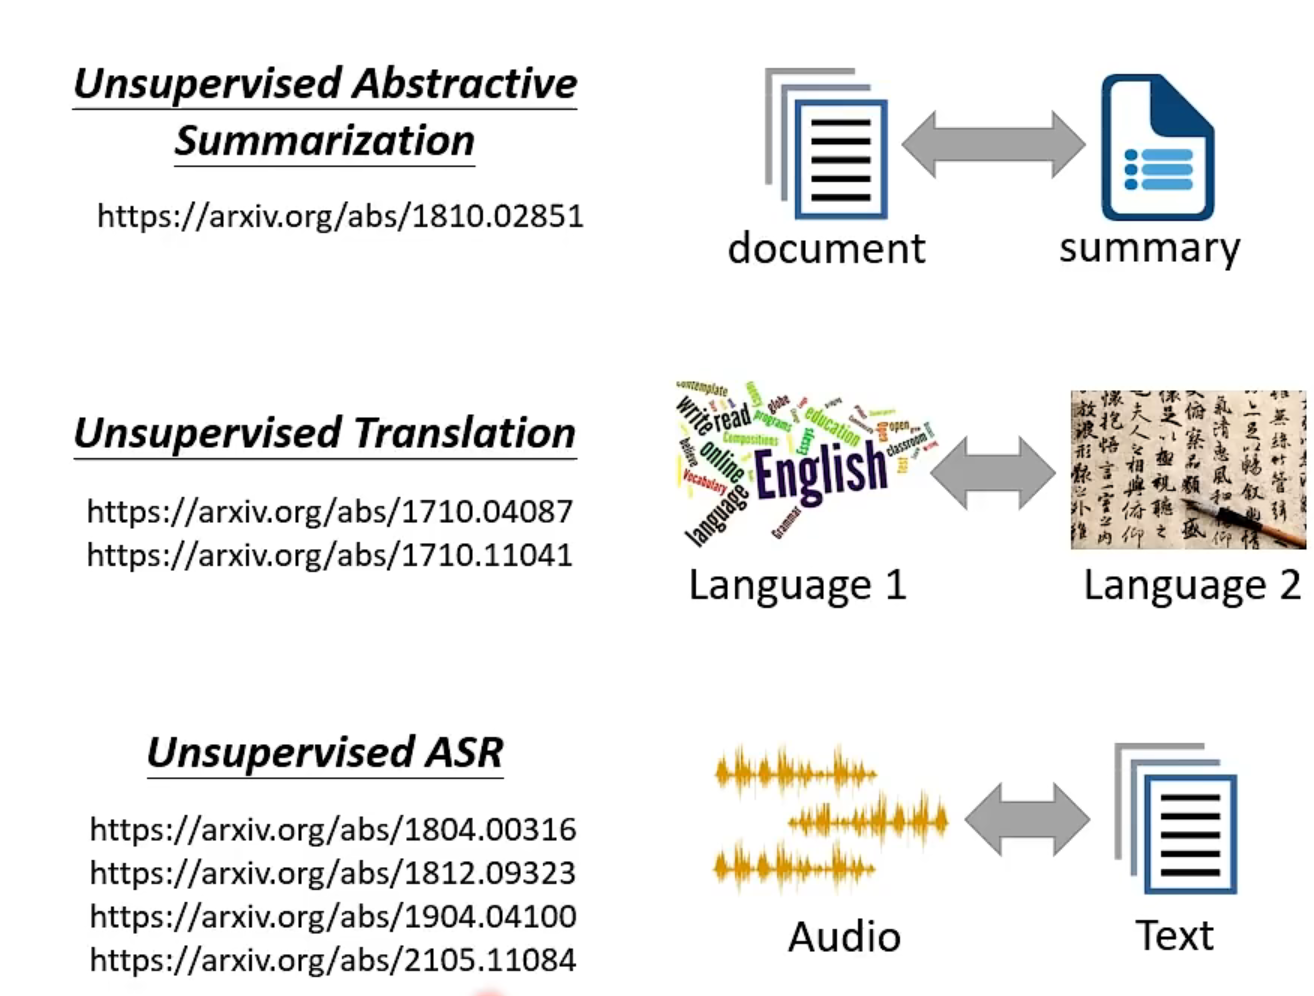 Unsupervised Abstractive
Summarization
https://arxiv.org/abs/1810.02851
document
summary
Unsupervised Translation
https://arxiv.org/abs/1710.04087
https://arxiv.org/abs/1710.11041
contemplate
write
read
globe
programs
education
Compositions
Essays
open
classroom
believe
online
English
test
Vocabulary
language
Grammar
Language 1
Language 2
Unsupervised ASR
https://arxiv.org/abs/1804.00316
https://arxiv.org/abs/1812.09323
https://arxiv.org/abs/1904.04100
https://arxiv.org/abs/2105.11084
Audio
Text